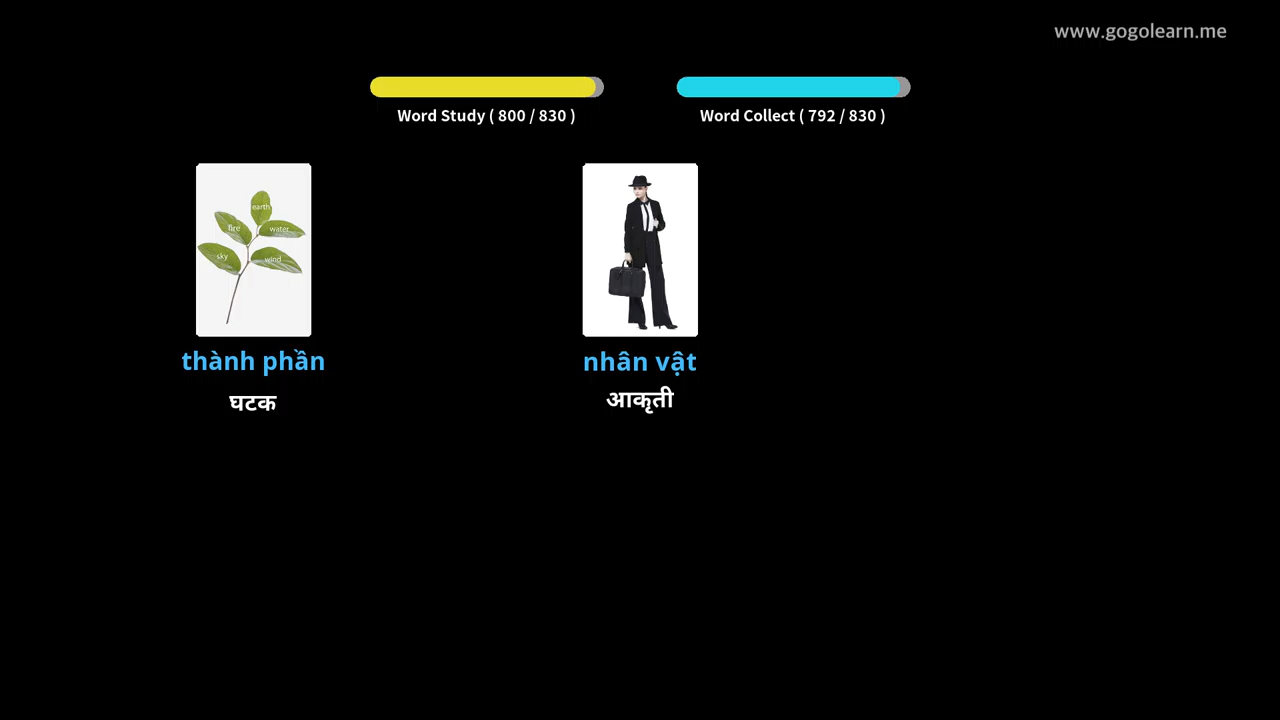 www.gogolearn.me
Word Study ( 800 / 830 )
Word Collect ( 792 / 830 )
earth
fire
water
sky
wind
thành phần
nhân vật
घटक
आकृती